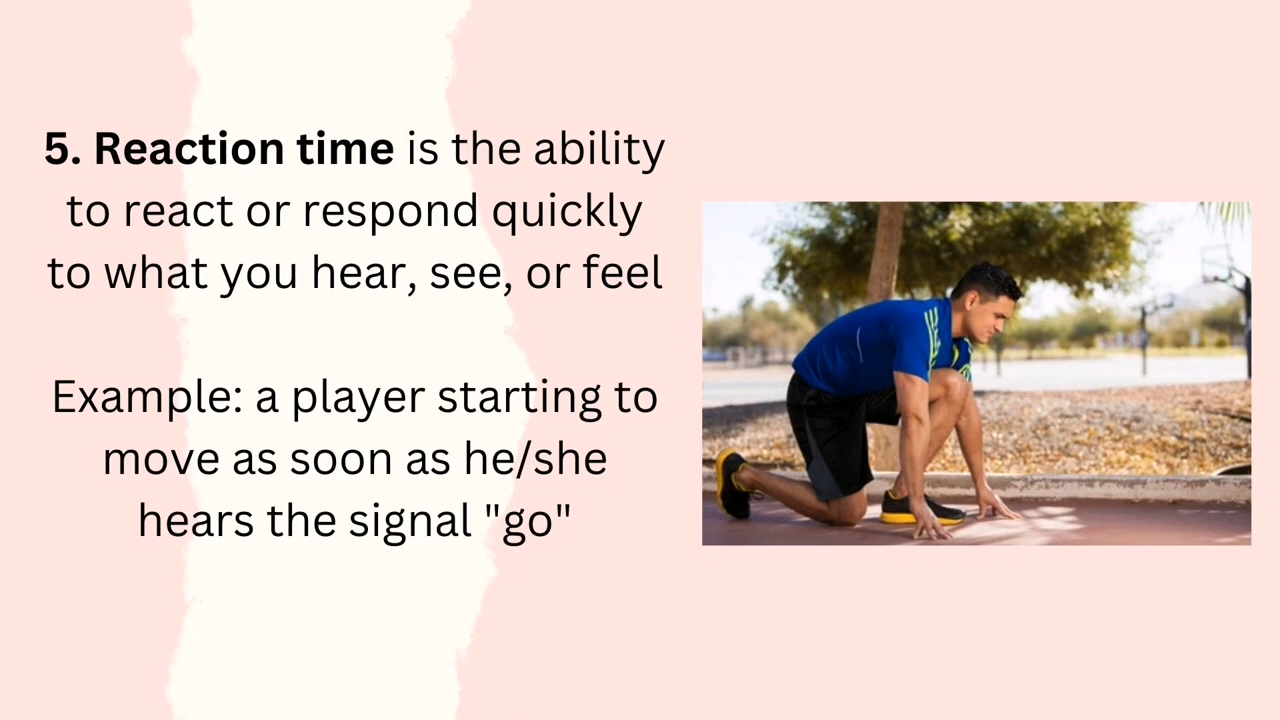 5. Reaction time is the ability
to react or respond quickly
to what you hear, see, or feel
Example: a player starting to
move as soon as he/she
hears the signal "go"